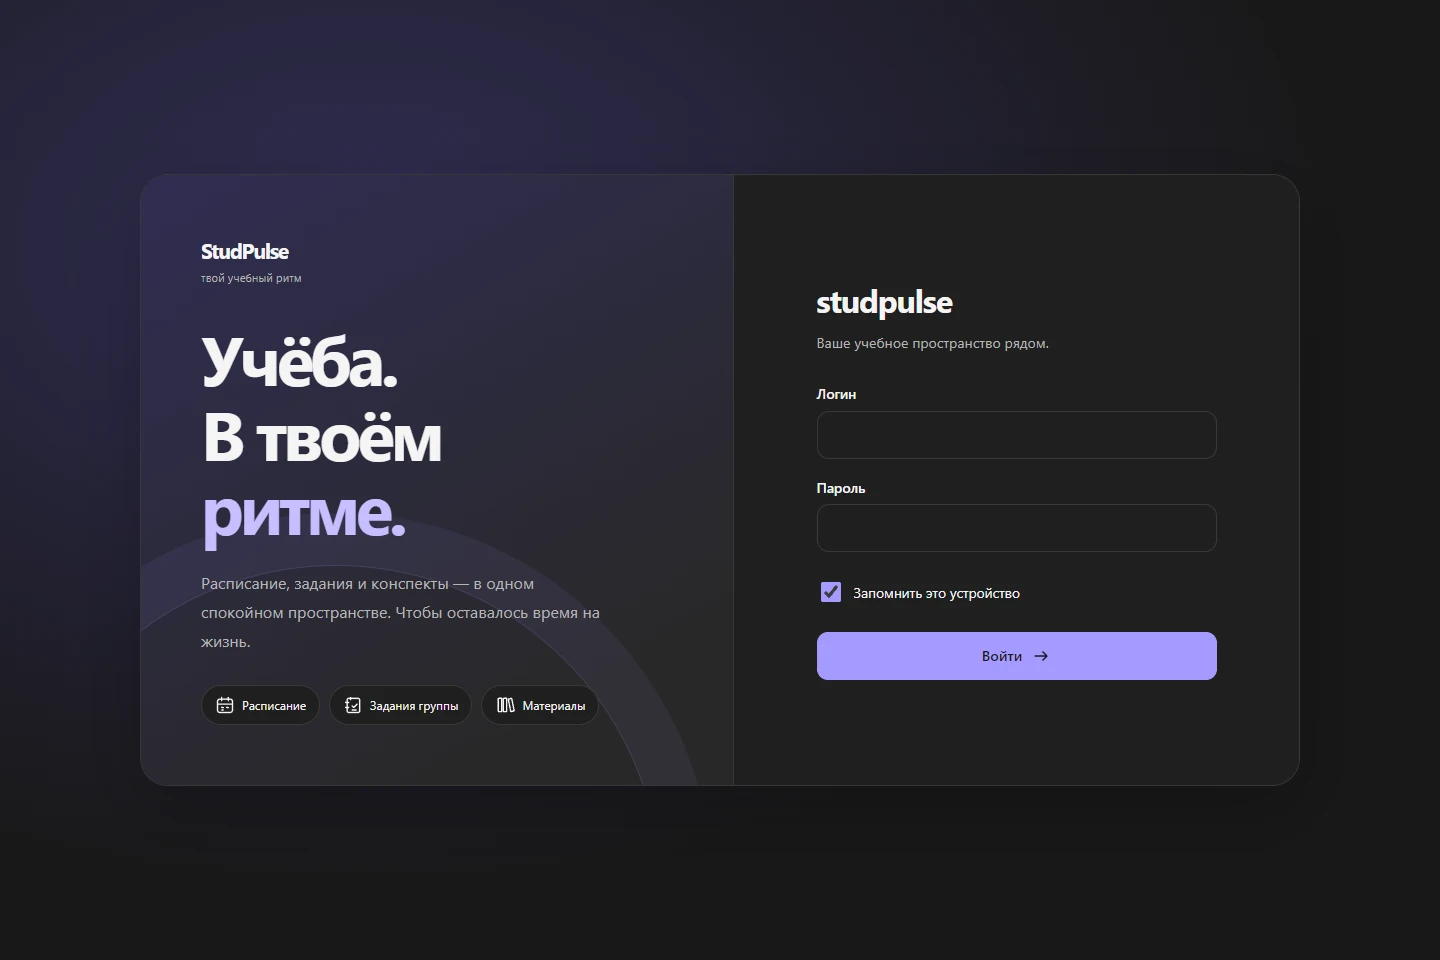 StudPulse
твой учебный ритм
Учёба.
В твоём
ритме.
Расписание, задания и конспекты — в одном
спокойном пространстве. Чтобы оставалось время на
жизнь.
Расписание
Задания группы
Материалы
studpulse
Ваше учебное пространство рядом.
Логин
Пароль
Запомнить это устройство
Войти →